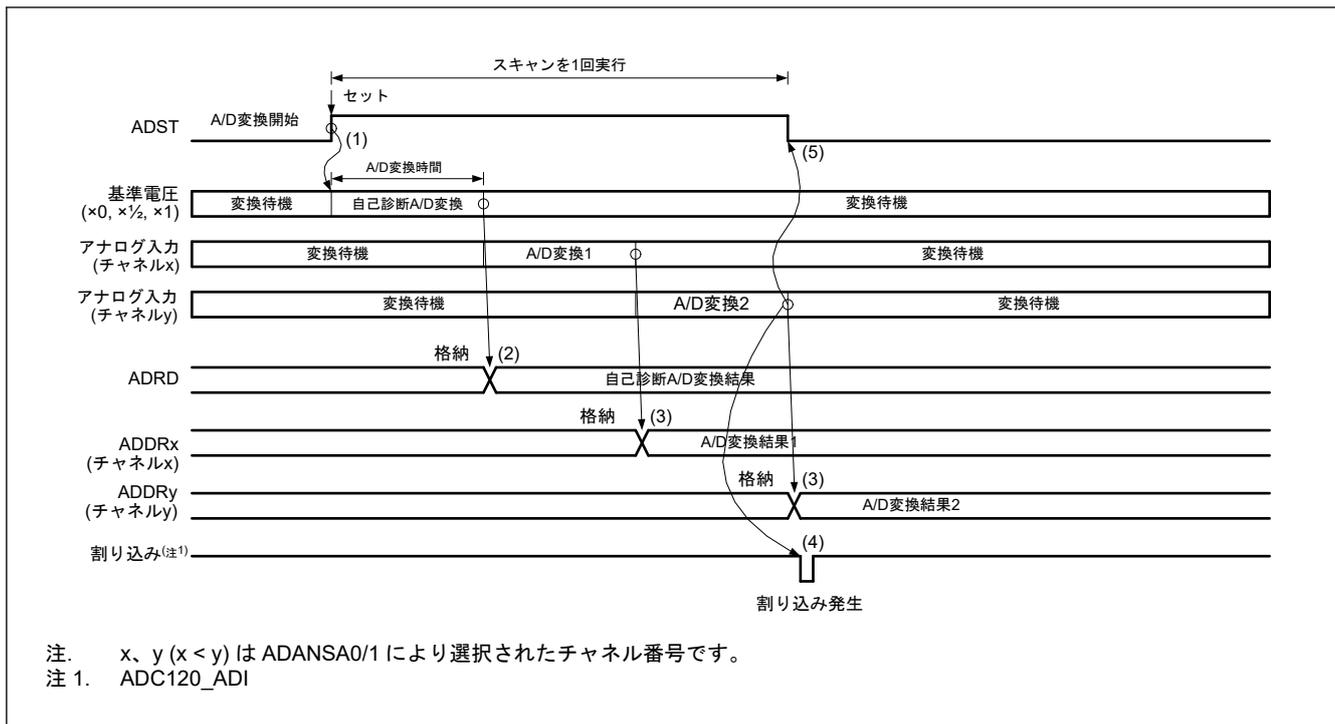 スキャンを1回実行
セット
ADST
A/D変換開始
(1)
(5)
A/D変換時間
基準電圧
(×0, ×½, ×1)
変換待機
自己診断A/D変換
変換待機
アナログ入力
(チャネルx)
変換待機
A/D変換1
変換待機
アナログ入力
(チャネルy)
変換待機
A/D変換2
変換待機
格納
(2)
ADRD
自己診断A/D変換結果
格納
(3)
ADDRx
(チャネルx)
A/D変換結果1
格納
(3)
ADDRy
(チャネルy)
A/D変換結果2
割り込み(注1)
(4)
割り込み発生
注. x、y (x < y) は ADANSA0/1 により選択されたチャネル番号です。
注 1. ADC120_ADI